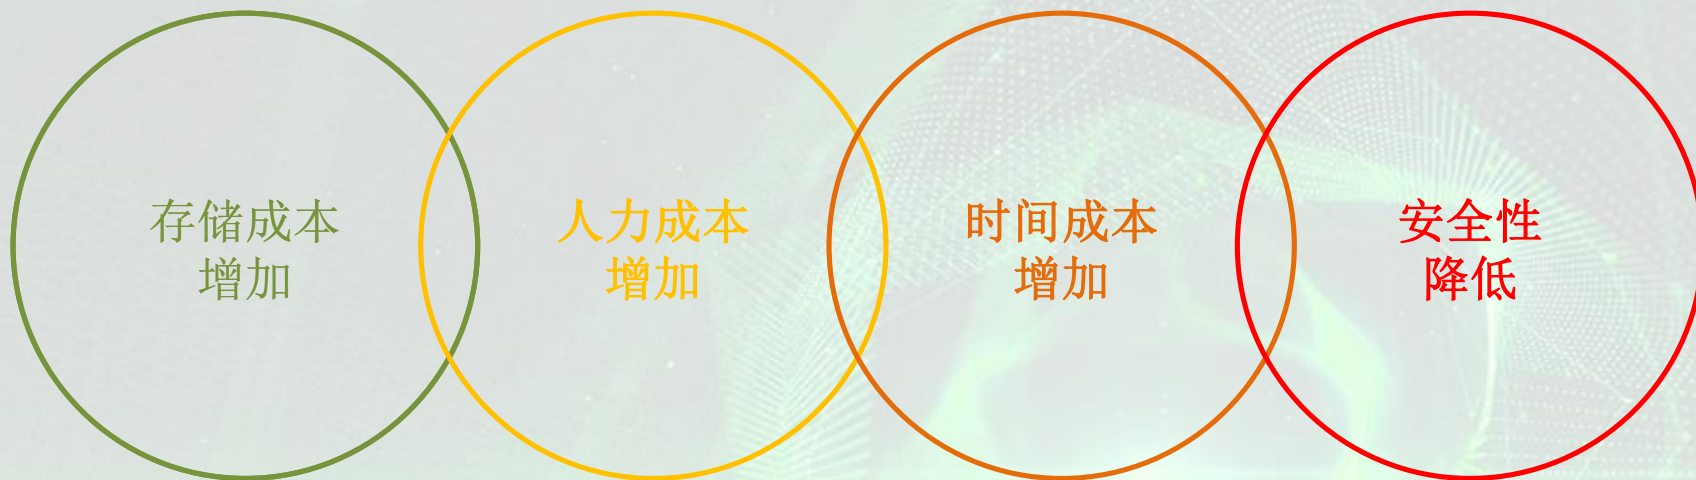 存储成本
增加
人力成本
增加
时间成本
增加
安全性
降低